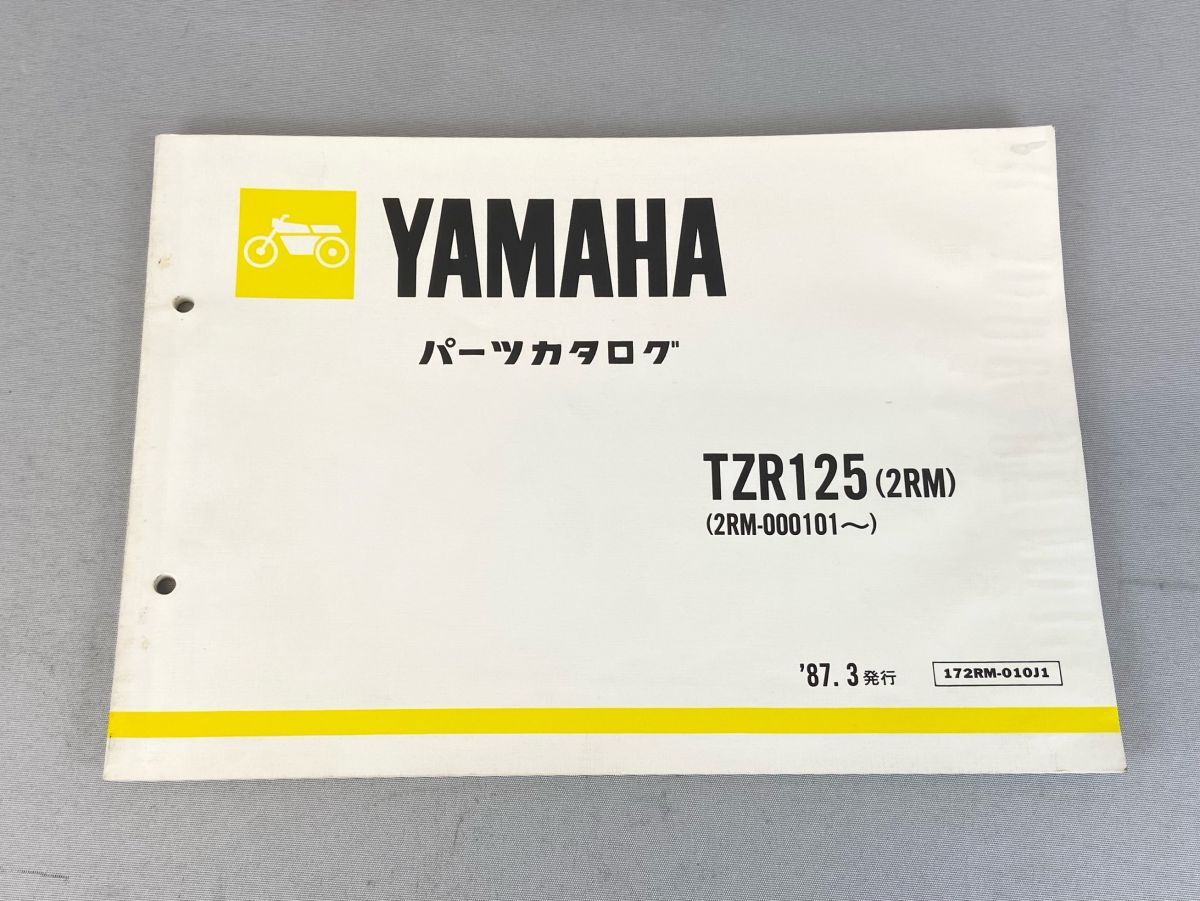 YAMAHA
パーツカタログ
TZR125(2RM)
(2RM-000101〜)
'87.3発行
172RM-010J1